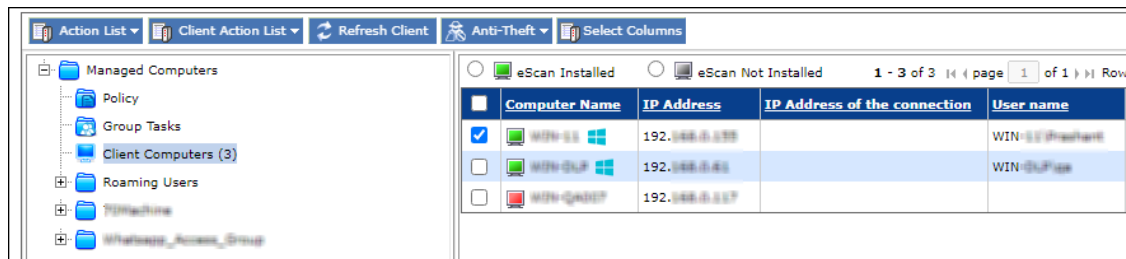 Action List Client Action List Refresh Client Anti-Theft Select Columns
Managed Computers
Policy
Group Tasks
Client Computers (3)
Roaming Users
eScan Installed eScan Not Installed 1 - 3 of 3 page 1 of 1 Row
Computer Name IP Address IP Address of the connection User name
192. WIN-
192. WIN-
192.